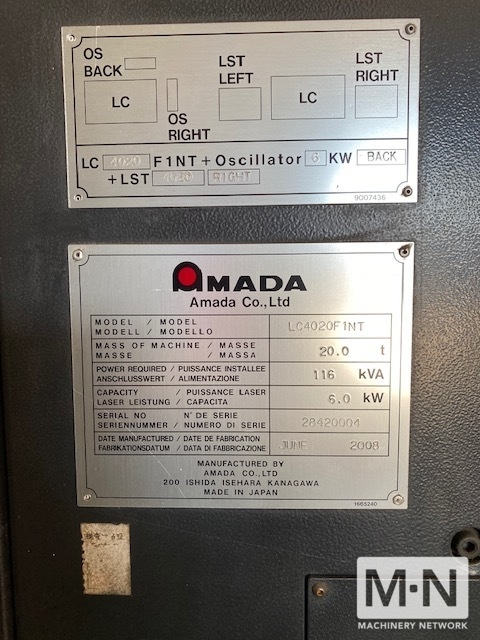 OS
BACK
LC
OS
RIGHT
LST
LEFT
LC
LST
RIGHT
LC 4020 F1NT + Oscillator 6 KW BACK
+ LST 4020 RIGHT
9007436
AMADA
Amada Co.,Ltd
MODEL / MODEL
MODELL / MODELLO
LC4020F1NT
MASS OF MACHINE / MASSE
MASSE / MASSA
20.0 t
POWER REQUIRED / PUISSANCE INSTALLEE
ANSCHLUSSWERT / ALIMENTAZIONE
116 kVA
CAPACITY / PUISSANCE LASER
LASER LEISTUNG / CAPACITA
6.0 kW
SERIAL NO N° DE SERIE
SERIENNUMMER / NUMERO DI SERIE
28420004
DATE MANUFACTURED / DATE DE FABRICATION
FABRIKATIONSDATUM / DATA DI FABBRICAZIONE
JUNE 2008
MANUFACTURED BY
AMADA CO.,LTD
200 ISHIDA ISEHARA KANAGAWA
MADE IN JAPAN
1665240
M·N
MACHINERY NETWORK